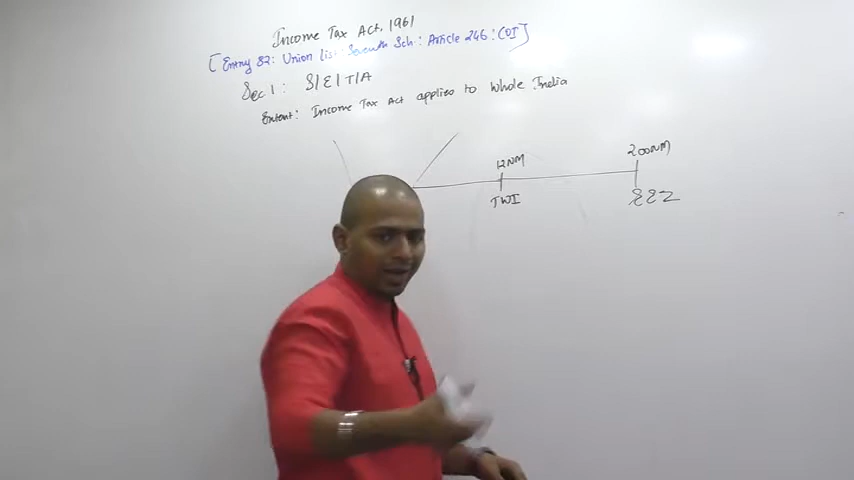 Income Tax Act, 1961
[Entry 82: Union list: Seventh Sch: Article 246: COI]
Sec 1: S/E/T/A
Extent: Income Tax Act applies to Whole India
12NM 200NM
TWI EEZ